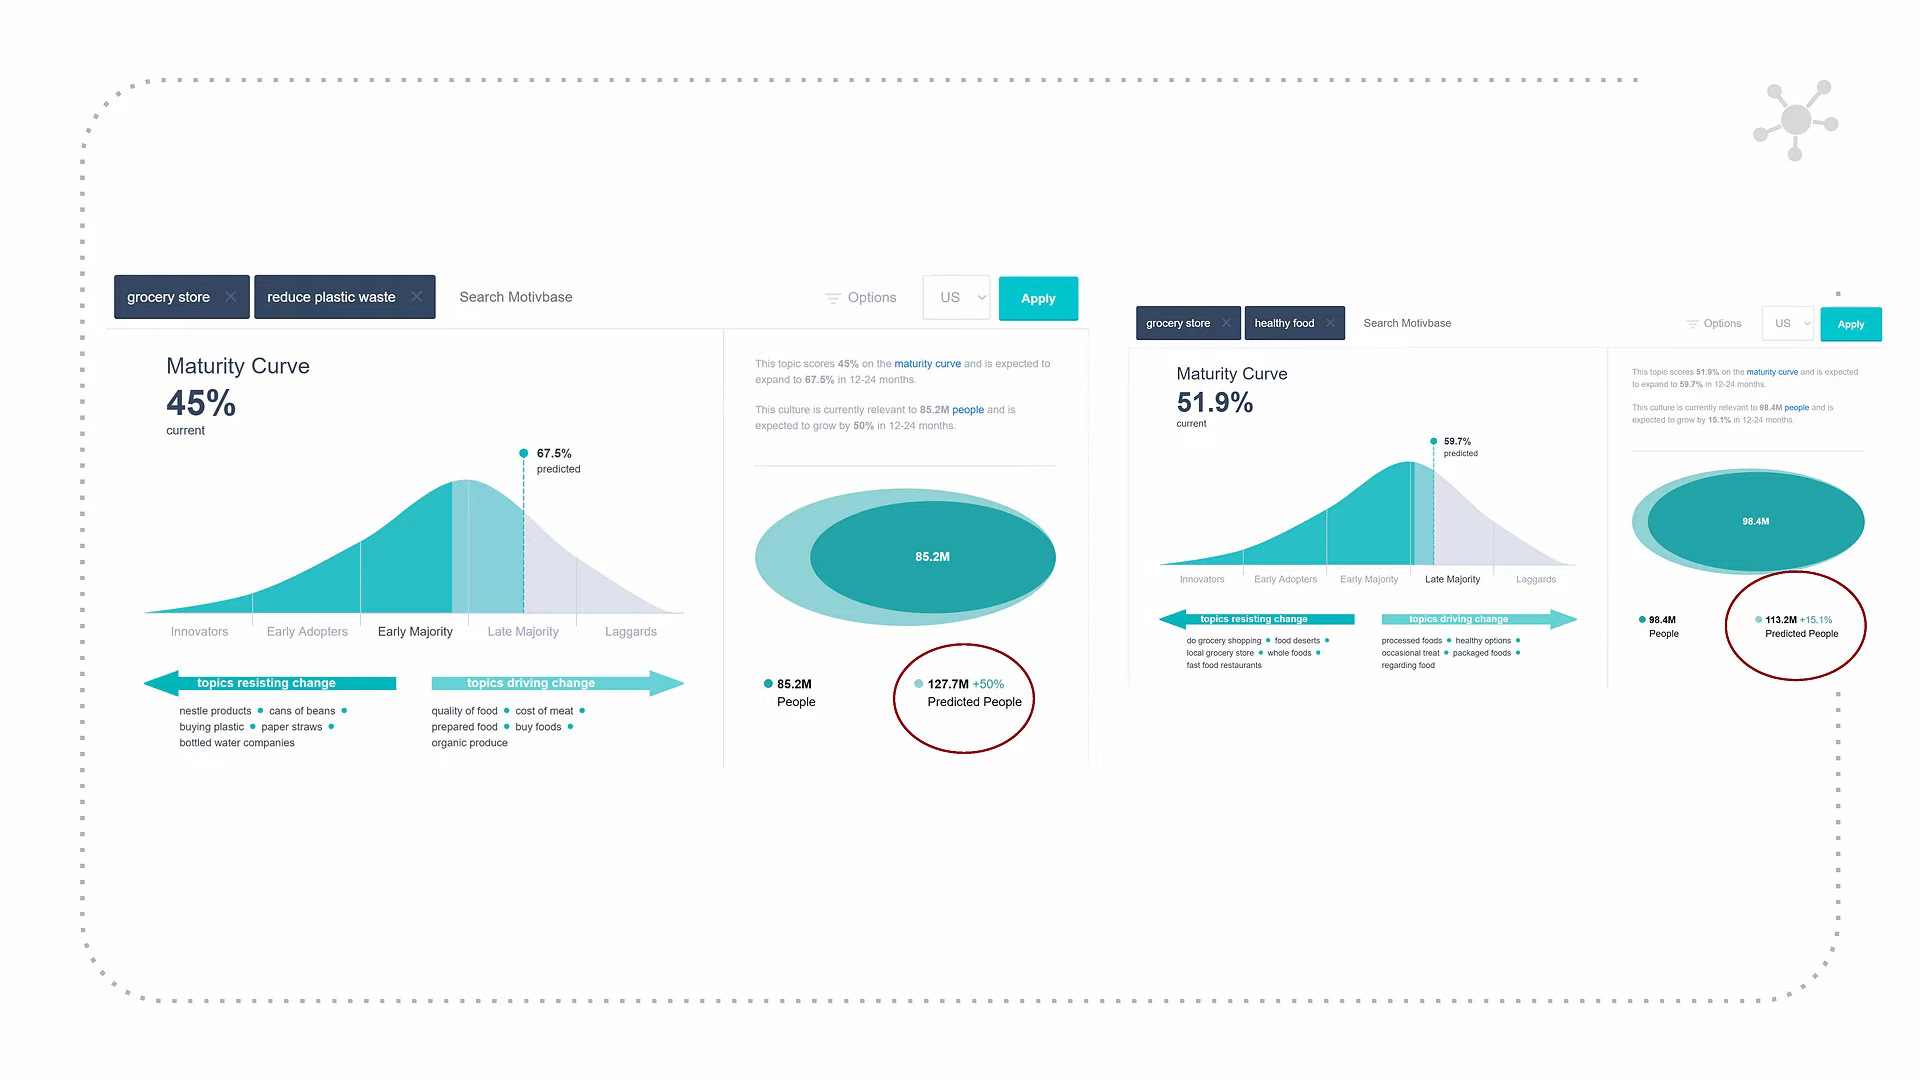 grocery store
reduce plastic waste
Search Motivbase
Options
US
Apply
Maturity Curve
45%
current
67.5%
predicted
Innovators
Early Adopters
Early Majority
Late Majority
Laggards
topics resisting change
nestle products • cans of beans •
buying plastic • paper straws •
bottled water companies
topics driving change
quality of food • cost of meat •
prepared food • buy foods •
organic produce
This topic scores 45% on the maturity curve and is expected to
expand to 67.5% in 12-24 months.
This culture is currently relevant to 85.2M people and is
expected to grow by 50% in 12-24 months.
85.2M
85.2M
People
127.7M +50%
Predicted People
grocery store
healthy food
Search Motivbase
Options
US
Apply
Maturity Curve
51.9%
current
59.7%
predicted
Innovators
Early Adopters
Early Majority
Late Majority
Laggards
topics resisting change
do grocery shopping • food deserts •
local grocery store • whole foods •
fast food restaurants
topics driving change
processed foods • healthy options •
occasional treat • packaged foods •
regarding food
This topic scores 51.9% on the maturity curve and is expected
to expand to 59.7% in 12-24 months.
This culture is currently relevant to 98.4M people and is
expected to grow by 15.1% in 12-24 months.
98.4M
98.4M
People
113.2M +15.1%
Predicted People